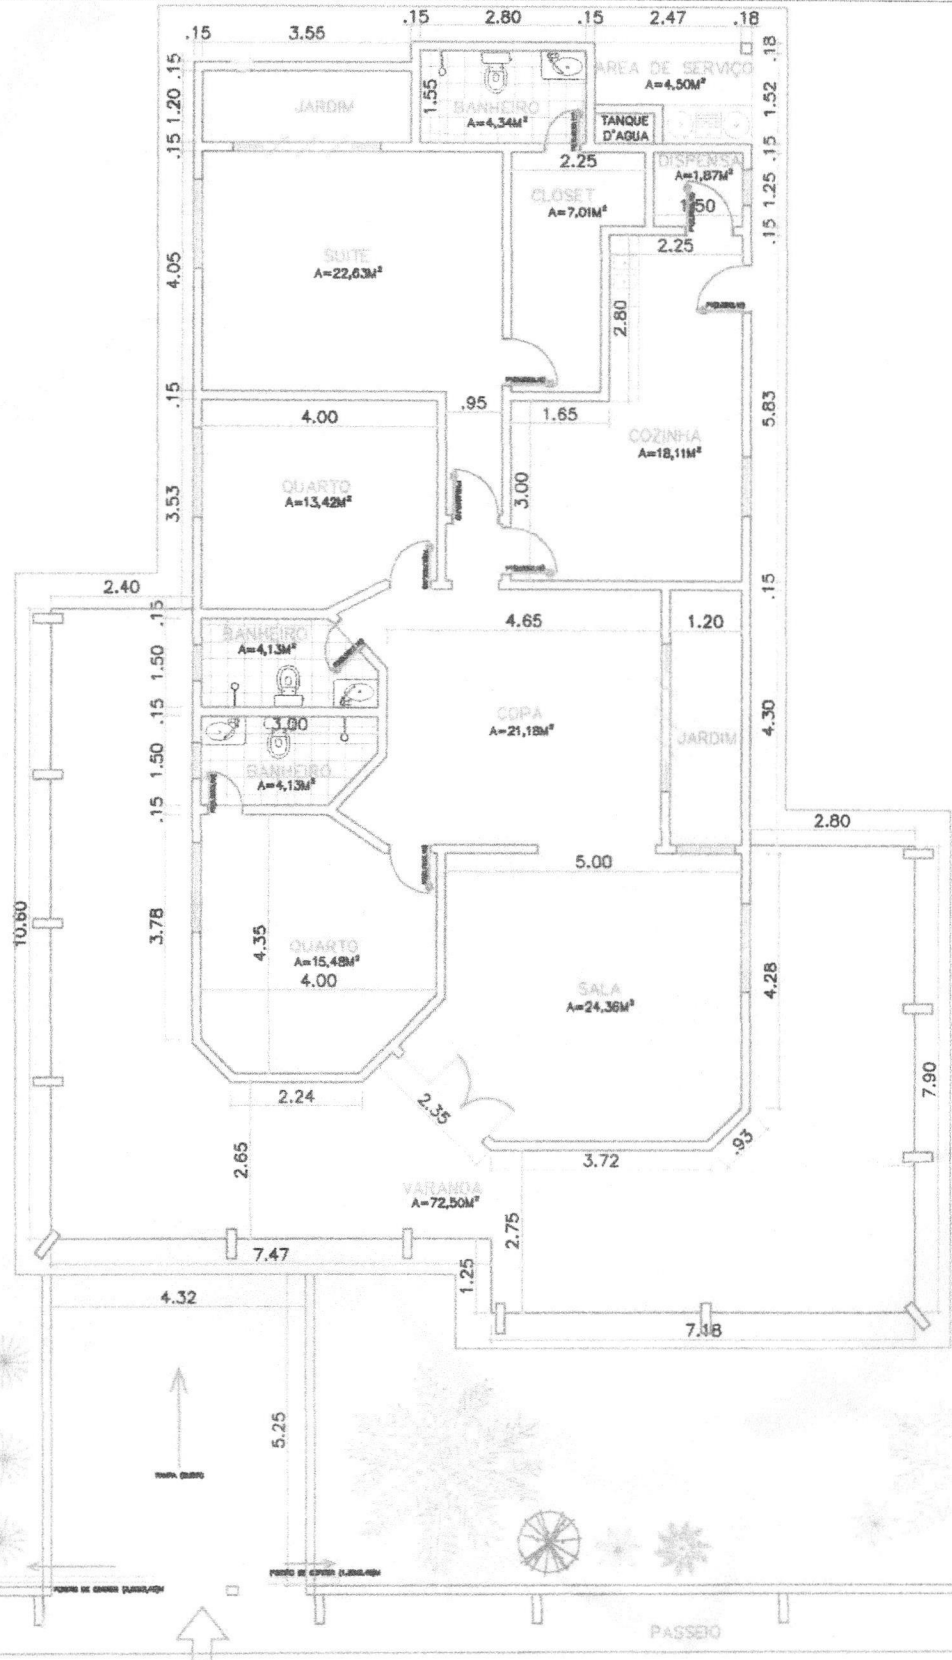 .15
3.55
.15
2.80
.15
2.47
.18
.18
.15
1.20
.15
1.55
1.52
JARDIM
BANHEIRO
A=4,34M²
AREA DE SERVIÇO
A=4,50M²
TANQUE
D'AGUA
2.25
.15
DISPENSA
A=1,87M²
1.50
1.25
.15
CLOSET
A=7,01M²
2.25
SUITE
A=22,63M²
4.05
2.80
.15
4.00
.95
1.65
5.83
COZINHA
A=18,11M²
QUARTO
A=13,42M²
3.53
3.00
2.40
.15
.15
4.65
1.20
BANHEIRO
A=4,13M²
1.50
.15
3.00
COPA
A=21,18M²
JARDIM
4.30
1.50
BANHEIRO
A=4,13M²
.15
2.80
5.00
10.60
3.78
4.35
QUARTO
A=15,48M²
4.00
SALA
A=24,36M²
4.28
7.90
2.24
2.35
.93
2.65
3.72
VARANDA
A=72,50M²
2.75
7.47
1.25
4.32
7.18
5.25
PASSEIO